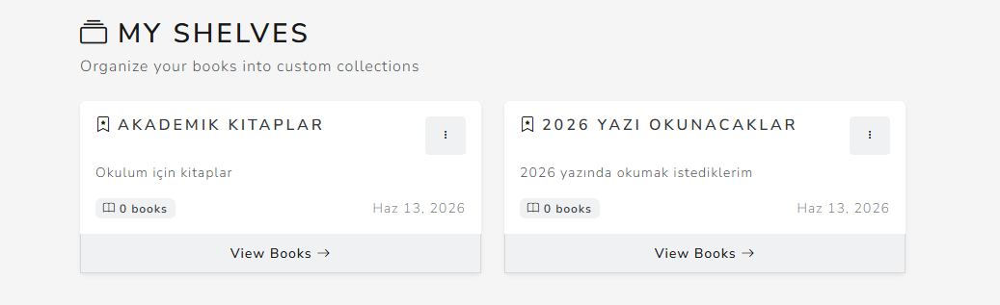 MY SHELVES
Organize your books into custom collections
AKADEMIK KITAPLAR
Okulum için kitaplar
0 books
Haz 13, 2026
View Books →
2026 YAZI OKUNACAKLAR
2026 yazında okumak istediklerim
0 books
Haz 13, 2026
View Books →